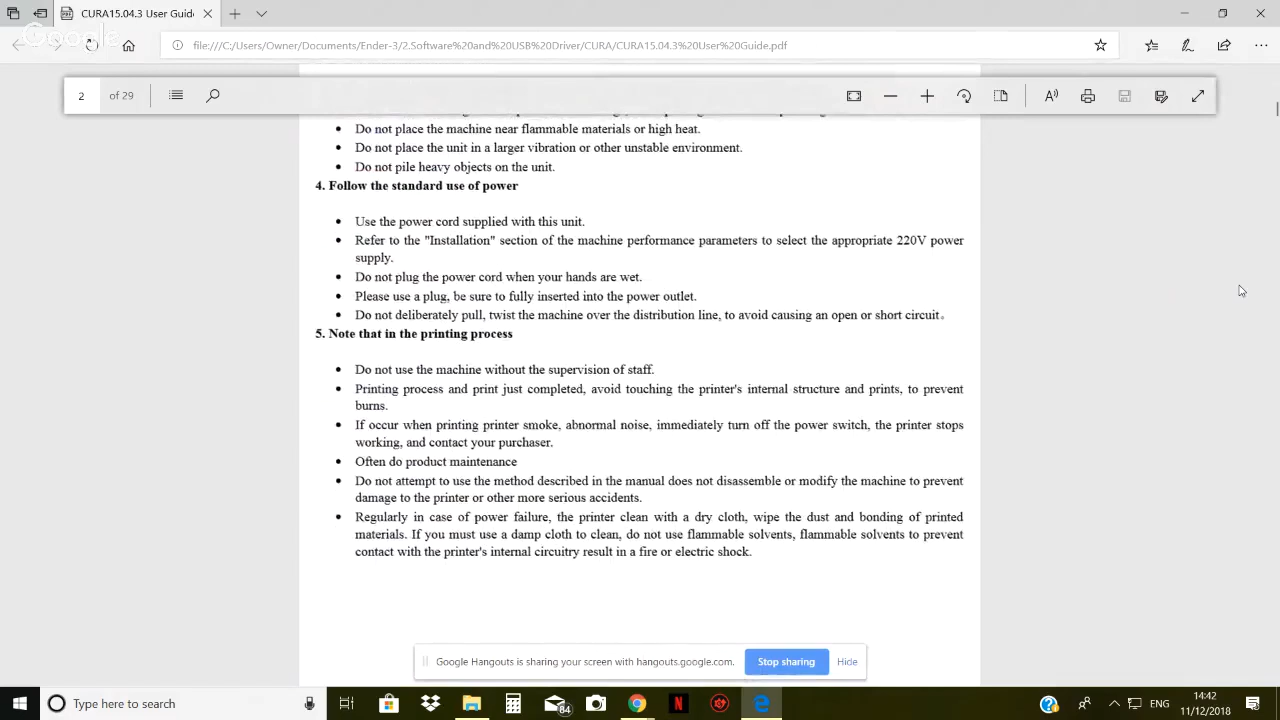 CURA15.04.3 User Guid
file:///C:/Users/Owner/Documents/Ender-3/2.Software%20and%20USB%20Driver/CURA/CURA15.04.3%20User%20Guide.pdf
2 of 29
Do not place the machine near flammable materials or high heat.
Do not place the unit in a larger vibration or other unstable environment.
Do not pile heavy objects on the unit.
4. Follow the standard use of power
Use the power cord supplied with this unit.
Refer to the "Installation" section of the machine performance parameters to select the appropriate 220V power
supply.
Do not plug the power cord when your hands are wet.
Please use a plug, be sure to fully inserted into the power outlet.
Do not deliberately pull, twist the machine over the distribution line, to avoid causing an open or short circuit。
5. Note that in the printing process
Do not use the machine without the supervision of staff.
Printing process and print just completed, avoid touching the printer's internal structure and prints, to prevent
burns.
If occur when printing printer smoke, abnormal noise, immediately turn off the power switch, the printer stops
working, and contact your purchaser.
Often do product maintenance
Do not attempt to use the method described in the manual does not disassemble or modify the machine to prevent
damage to the printer or other more serious accidents.
Regularly in case of power failure, the printer clean with a dry cloth, wipe the dust and bonding of printed
materials. If you must use a damp cloth to clean, do not use flammable solvents, flammable solvents to prevent
contact with the printer's internal circuitry result in a fire or electric shock.
Google Hangouts is sharing your screen with hangouts.google.com. Stop sharing Hide
Type here to search
84
N
ENG
14:42
11/12/2018